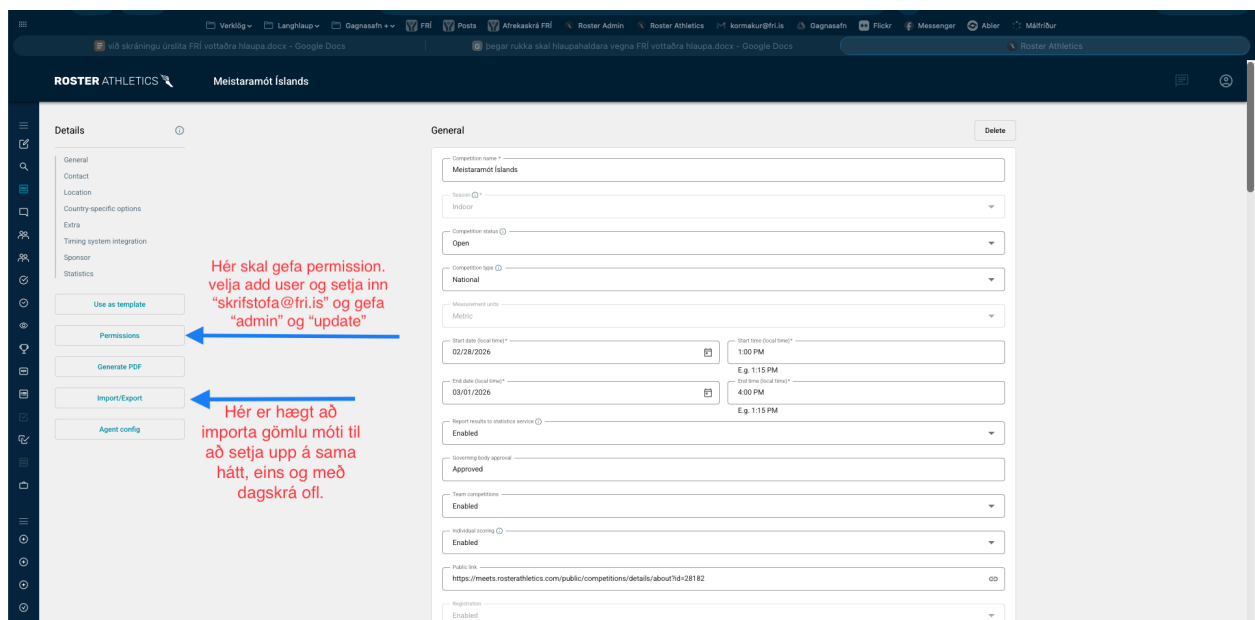 Verklög
Langhlaup
Gagnasafn +
FRÍ
Posts
Afrekaskrá FRÍ
Roster Admin
Roster Athletics
kormakur@fri.is
Gagnasafn
Flickr
Messenger
Abler
Málfríður
við skráningu úrslita FRÍ vottaðra hlaupa.docx - Google Docs
þegar rukka skal hlaupahaldara vegna FRÍ vottaðra hlaupa.docx - Google Docs
Roster Athletics
ROSTER ATHLETICS
Meistaramót Íslands
Details
General
Contact
Location
Country-specific options
Extra
Timing system integration
Sponsor
Statistics
Use as template
Permissions
Generate PDF
Import/Export
Agent config
Hér skal gefa permission.
velja add user og setja inn
“skrifstofa@fri.is” og gefa
“admin” og “update”
Hér er hægt að
importa gömlu móti til
að setja upp á sama
hátt, eins og með
dagskrá ofl.
General
Delete
Competition name *
Meistaramót Íslands
Season *
Indoor
Competition status
Open
Competition type
National
Measurement units
Metric
Start date (local time)*
02/28/2026
Start time (local time)*
1:00 PM
E.g. 1:15 PM
End date (local time)*
03/01/2026
End time (local time)*
4:00 PM
E.g. 1:15 PM
Report results to statistics service
Enabled
Governing body approval
Approved
Team competitions
Enabled
Individual scoring
Enabled
Public link
https://meets.rosterathletics.com/public/competitions/details/about?id=28182
Registration
Enabled